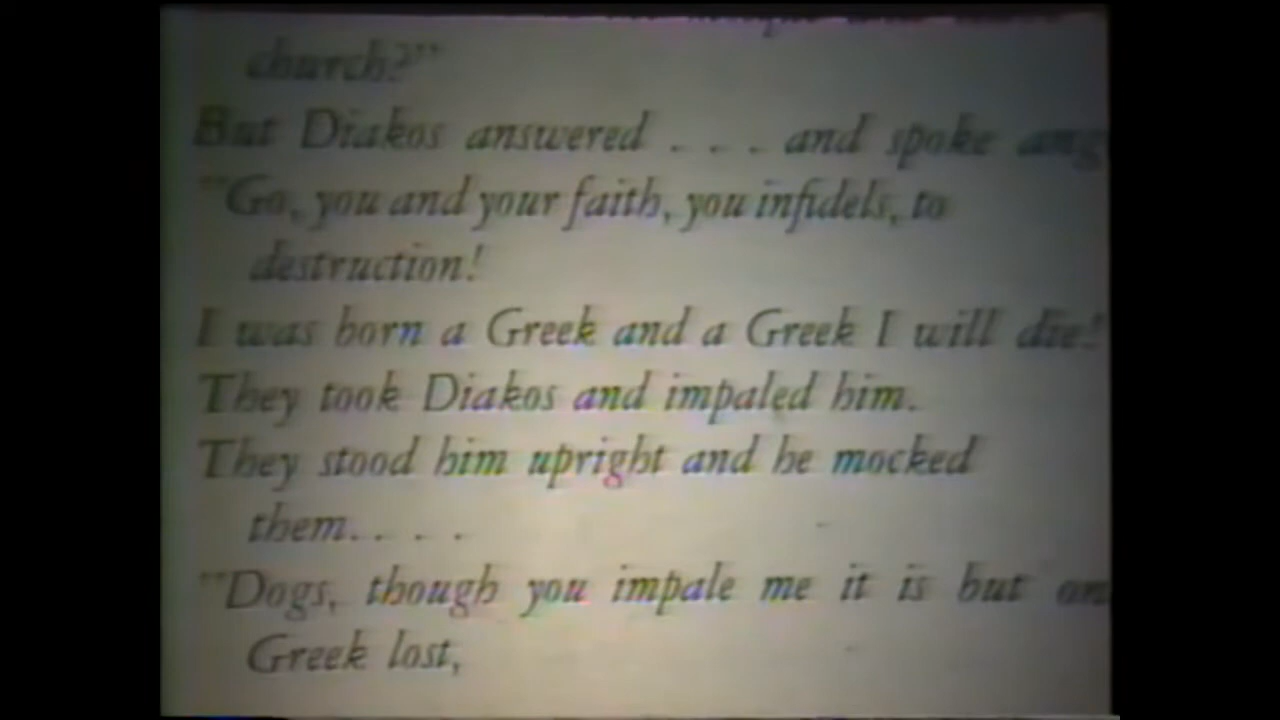 church?"
But Diakos answered . . . and spoke ang
"Go, you and your faith, you infidels, to
destruction!
I was born a Greek and a Greek I will die!
They took Diakos and impaled him.
They stood him upright and he mocked
them. . . .
"Dogs, though you impale me it is but on
Greek lost,